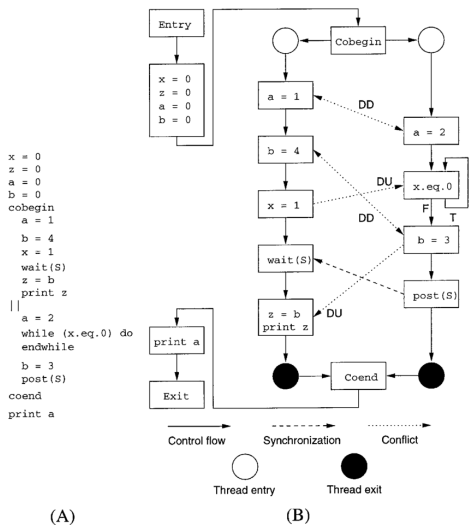 x = 0
z = 0
a = 0
b = 0
cobegin
a = 1
b = 4
x = 1
wait(S)
z = b
print z
||
a = 2
while (x.eq.0) do
endwhile
b = 3
post(S)
coend
print a
(A)
Entry
x = 0
z = 0
a = 0
b = 0
Cobegin
a = 1
DD
a = 2
b = 4
x.eq.0
DU
x = 1
F
T
DD
b = 3
wait(S)
post(S)
z = b
print z
DU
print a
Coend
Exit
Control flow
Synchronization
Conflict
Thread entry
Thread exit
(B)